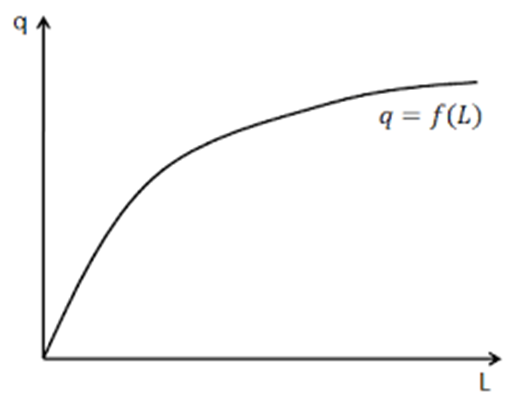 q
q = f(L)
L